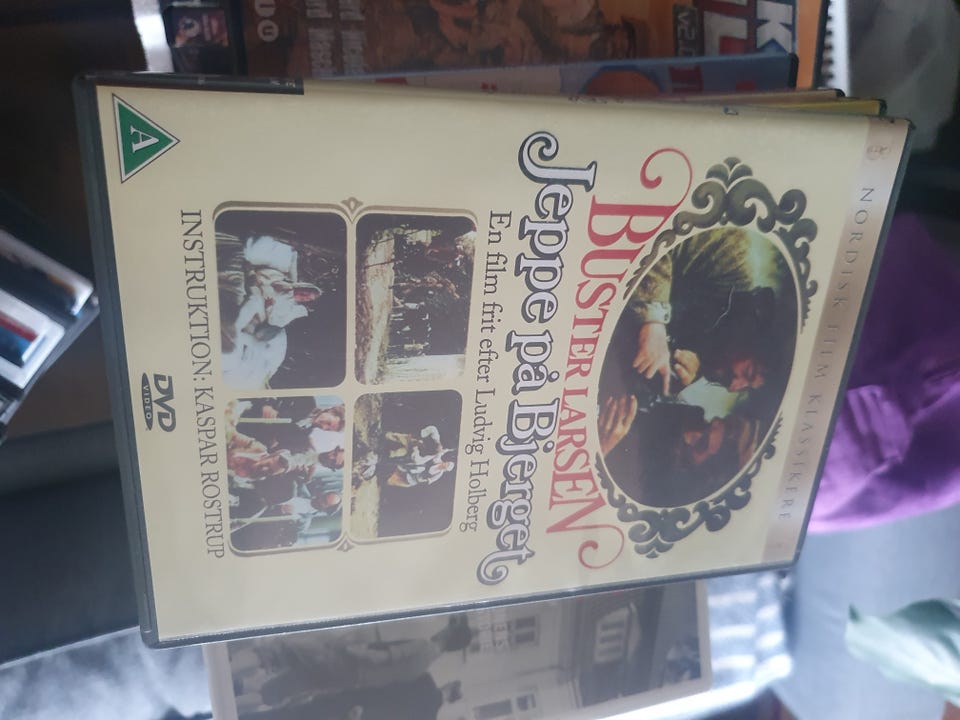 NORDISK FILM KLASSIKERE
BUSTER LARSEN
Jeppe på Bjerget
En film frit efter Ludvig Holberg
INSTRUKTION: KASPAR ROSTRUP
DVD
VIDEO
A